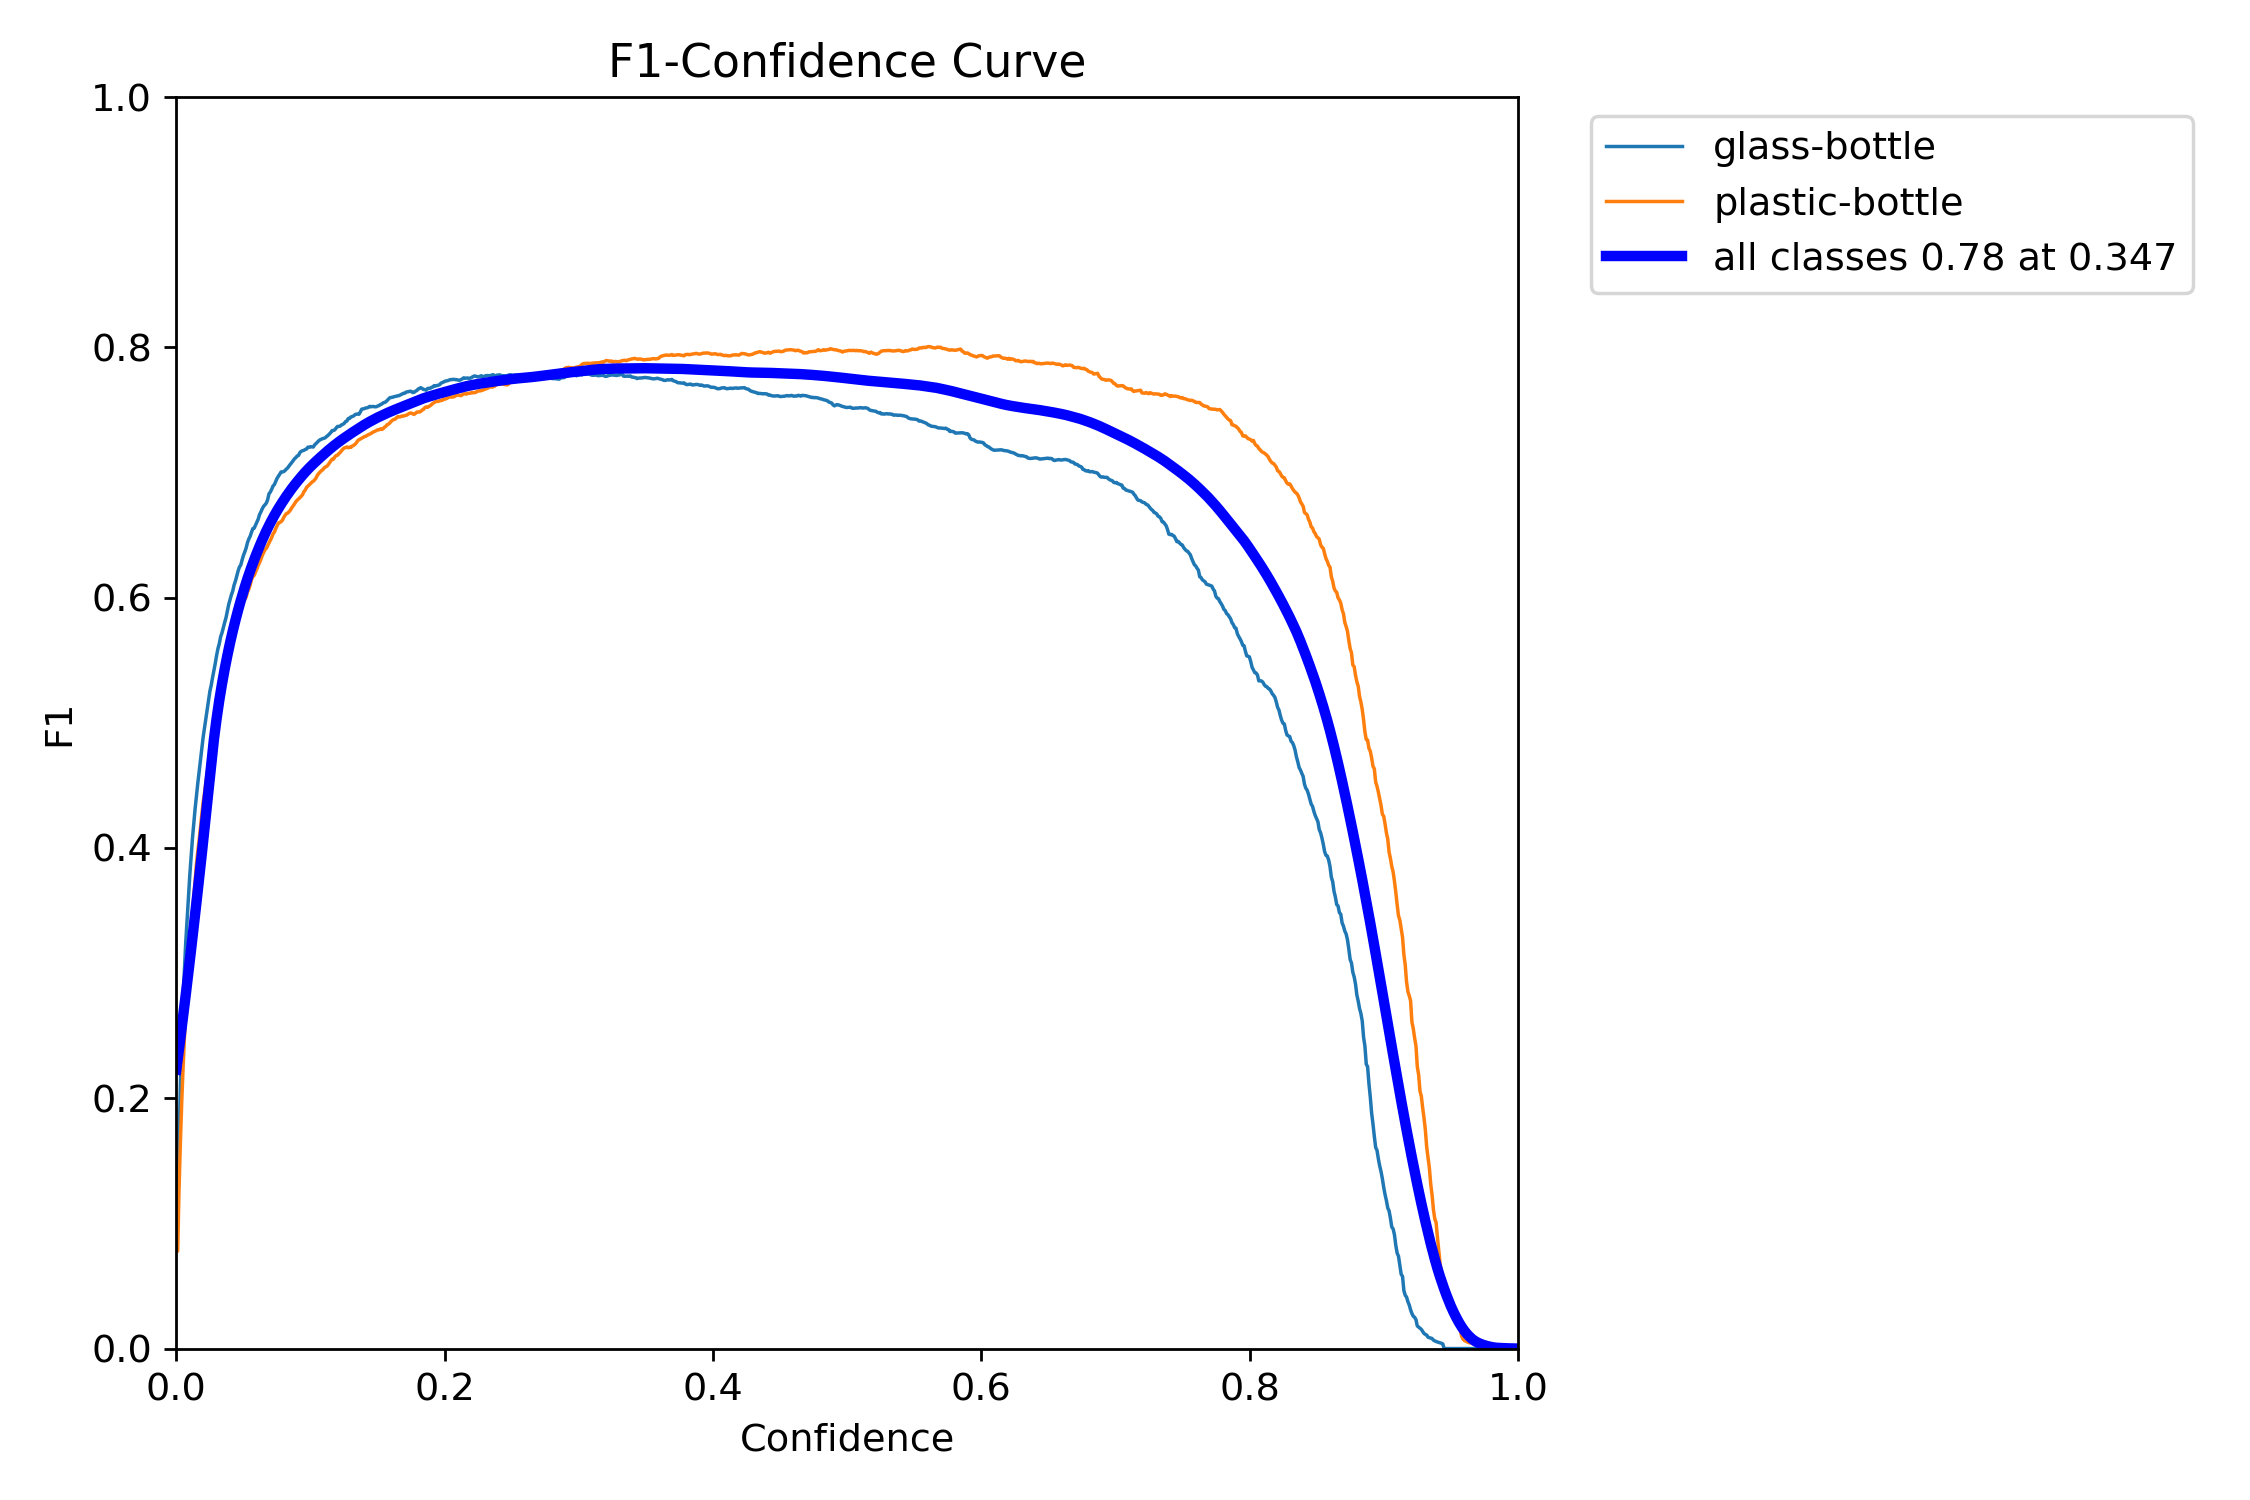 F1-Confidence Curve
1.0
0.8
0.6
0.4
0.2
0.0
F1
0.0 0.2 0.4 0.6 0.8 1.0
Confidence
glass-bottle
plastic-bottle
all classes 0.78 at 0.347